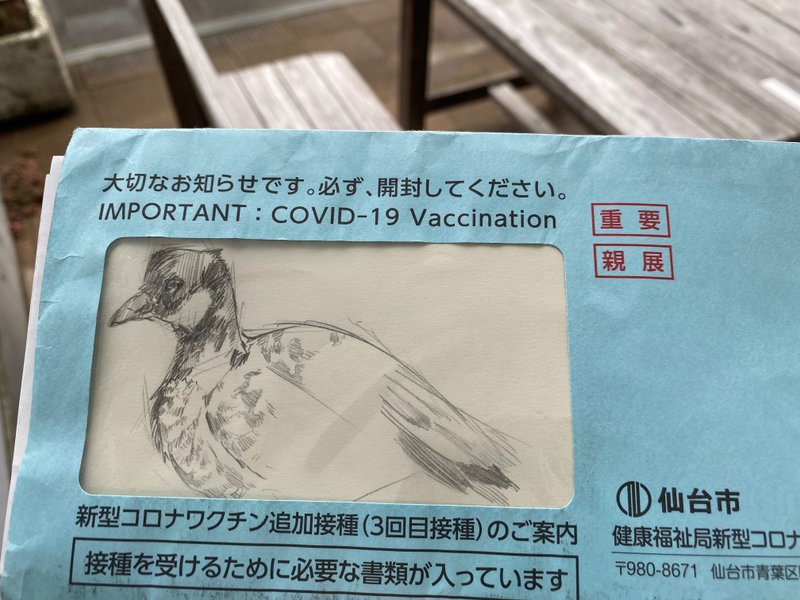 大切なお知らせです。必ず、開封してください。
IMPORTANT：COVID-19 Vaccination
重要
親展
新型コロナワクチン追加接種(3回目接種)のご案内
接種を受けるために必要な書類が入っています
仙台市
健康福祉局新型コロナ
〒980-8671 仙台市青葉区